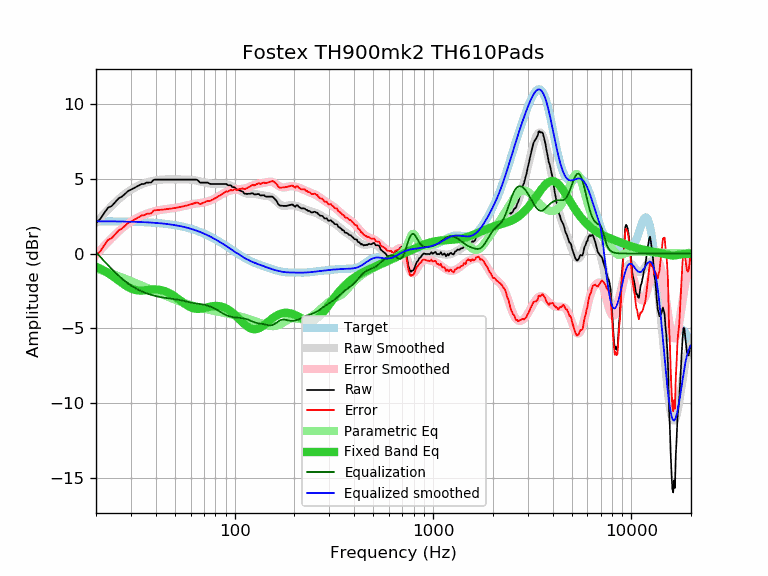 Fostex TH900mk2 TH610Pads
Amplitude (dBr)
10
5
0
−5
−10
−15
Target
Raw Smoothed
Error Smoothed
Raw
Error
Parametric Eq
Fixed Band Eq
Equalization
Equalized smoothed
100 1000 10000
Frequency (Hz)